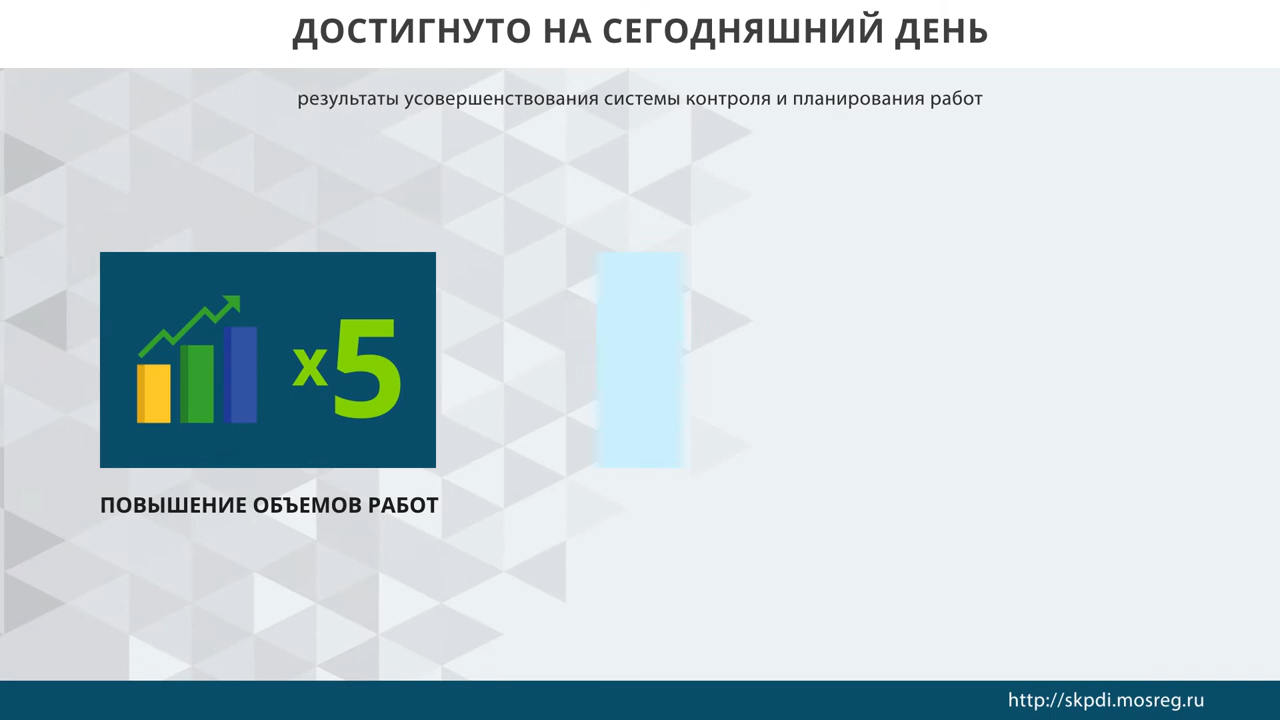 ДОСТИГНУТО НА СЕГОДНЯШНИЙ ДЕНЬ
результаты усовершенствования системы контроля и планирования работ
x5
ПОВЫШЕНИЕ ОБЪЕМОВ РАБОТ
http://skpdi.mosreg.ru